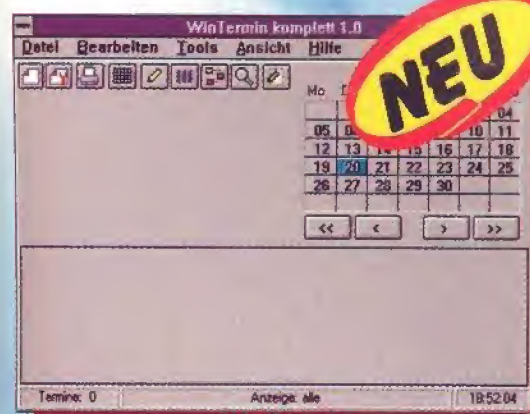 WinTermin komplett 1.0
Datei Bearbeiten Tools Ansicht Hilfe
NEU
Mo
04
05 10 11
12 13 14 15 16 17 18
19 20 21 22 23 24 25
26 27 28 29 30
<< < > >>
Termine: 0 Anzeige: alle 18:52:04